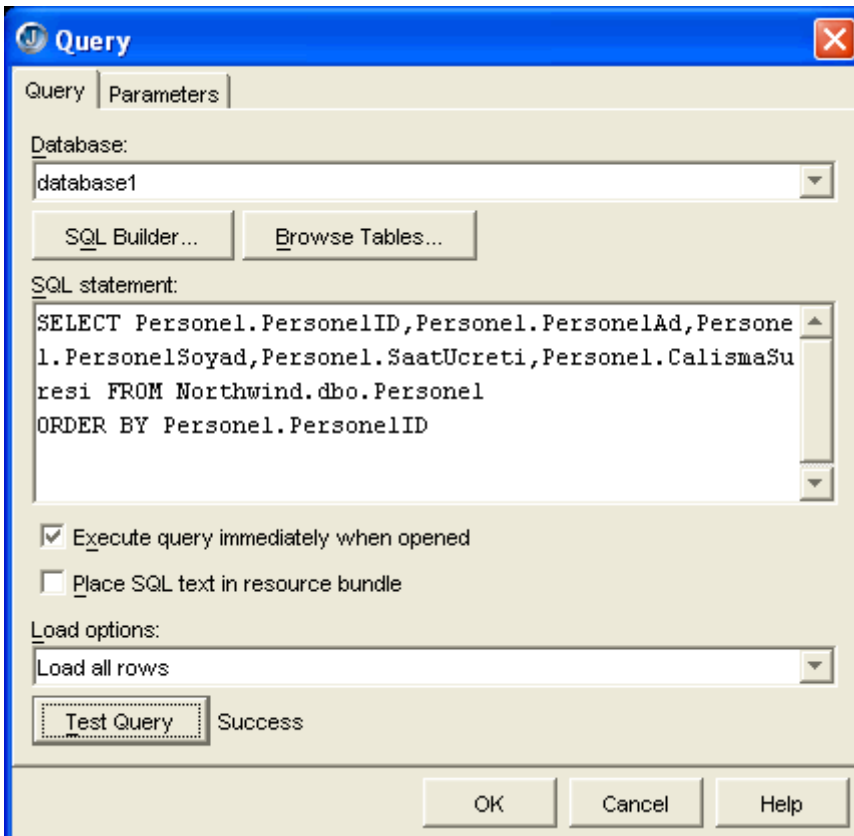 Query
Query Parameters
Database:
database1
SQL Builder... Browse Tables...
SQL statement:
SELECT Personel.PersonelID,Personel.PersonelAd,Persone
l.PersonelSoyad,Personel.SaatUcreti,Personel.CalismaSu
resi FROM Northwind.dbo.Personel
ORDER BY Personel.PersonelID
Execute query immediately when opened
Place SQL text in resource bundle
Load options:
Load all rows
Test Query Success
OK Cancel Help